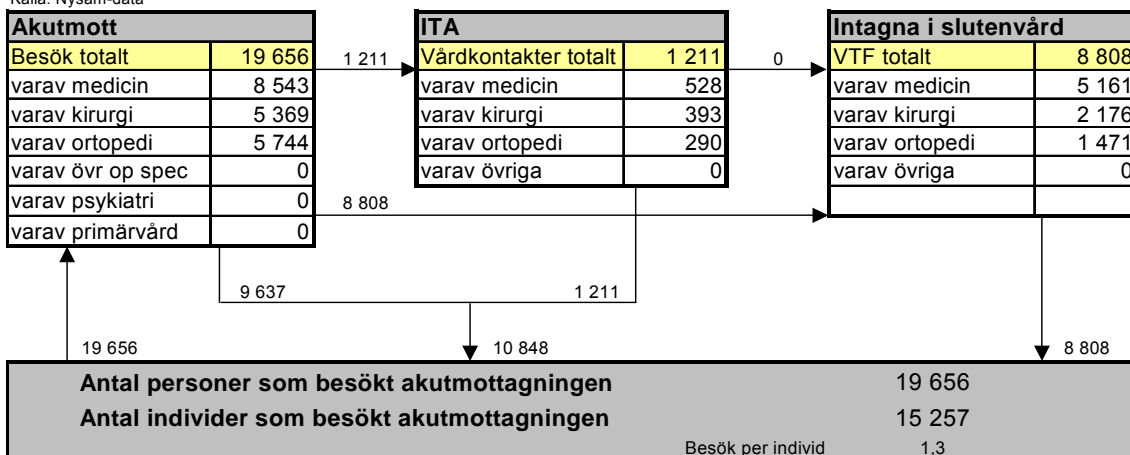 Källa: Nysam-data
Akutmott
Besök totalt 19 656
varav medicin 8 543
varav kirurgi 5 369
varav ortopedi 5 744
varav övr op spec 0
varav psykiatri 0
varav primärvård 0
1 211
ITA
Vårdkontakter totalt 1 211
varav medicin 528
varav kirurgi 393
varav ortopedi 290
varav övriga 0
0
Intagna i slutenvård
VTF totalt 8 808
varav medicin 5 161
varav kirurgi 2 176
varav ortopedi 1 471
varav övriga 0
8 808
9 637
1 211
19 656
10 848
8 808
Antal personer som besökt akutmottagningen 19 656
Antal individer som besökt akutmottagningen 15 257
Besök per individ 1,3